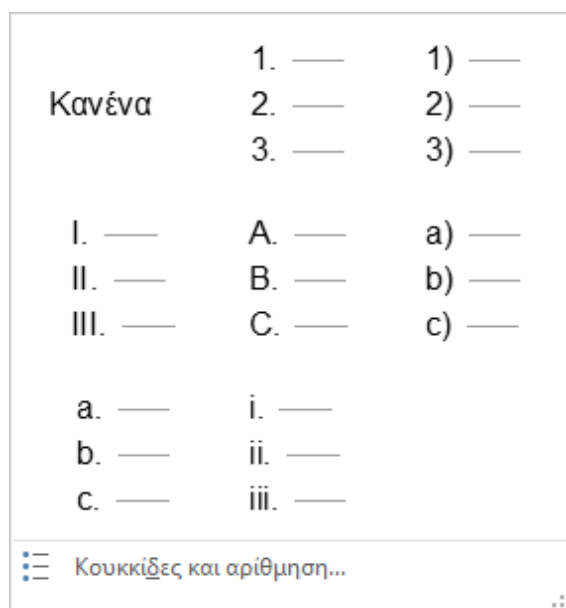 Κανένα
1.
2.
3.
1)
2)
3)
I.
II.
III.
A.
B.
C.
a)
b)
c)
a.
b.
c.
i.
ii.
iii.
Κουκκίδες και αρίθμηση...